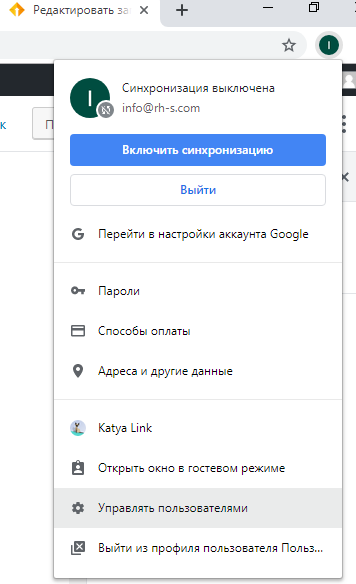 Редактировать за
I
к
П
I
Синхронизация выключена
info@rh-s.com
Включить синхронизацию
Выйти
G Перейти в настройки аккаунта Google
Пароли
Способы оплаты
Адреса и другие данные
Katya Link
Открыть окно в гостевом режиме
Управлять пользователями
Выйти из профиля пользователя Польз...